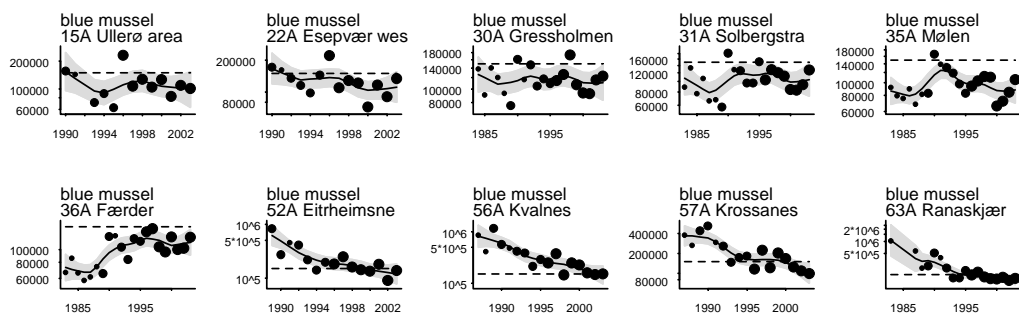 blue mussel
15A Ullerø area
200000
100000
60000
1990 1994 1998 2002
blue mussel
22A Esepvær wes
200000
80000
1990 1994 1998 2002
blue mussel
30A Gressholmen
180000
140000
100000
80000
1985 1995
blue mussel
31A Solbergstra
160000
120000
80000
60000
1985 1995
blue mussel
35A Mølen
180000
140000
100000
80000
60000
1985 1995
blue mussel
36A Færder
100000
80000
60000
1985 1995
blue mussel
52A Eitrheimsne
10^6
5*10^5
10^5
1990 1994 1998 2002
blue mussel
56A Kvalnes
10^6
5*10^5
10^5
1990 2000
blue mussel
57A Krossanes
400000
200000
80000
1990 2000
blue mussel
63A Ranaskjær
2*10^6
10^6
5*10^5
1990 2000